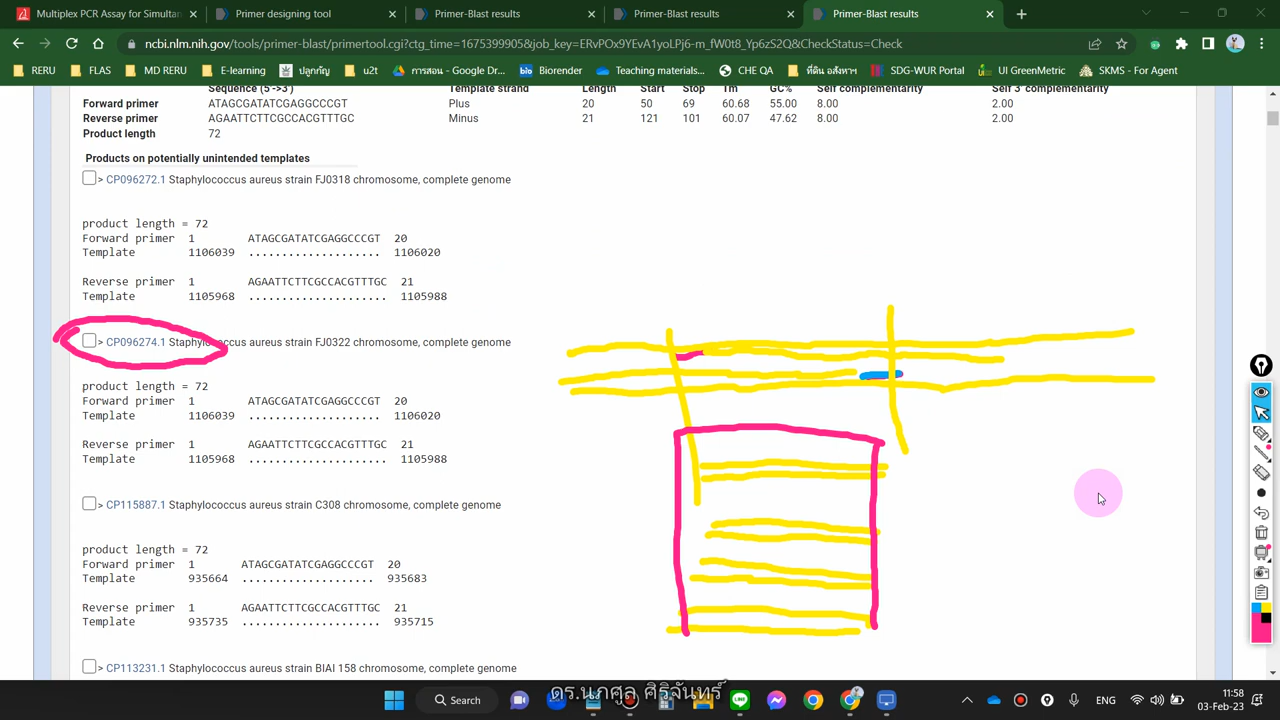 Multiplex PCR Assay for Simultan
Primer designing tool
Primer-Blast results
Primer-Blast results
Primer-Blast results
ncbi.nlm.nih.gov/tools/primer-blast/primertool.cgi?ctg_time=1675399905&job_key=ERvPOx9YEvA1yoLPj6-m_fW0t8_Yp6zS2Q&CheckStatus=Check
RERU
FLAS
MD RERU
E-learning
ปลูกกัญ
u2t
การสอน - Google Dr...
Biorender
Teaching materials...
CHE QA
ที่ดิน อสังหาฯ
SDG-WUR Portal
UI GreenMetric
SKMS - For Agent
Sequence (5'->3') Template strand Length Start Stop Tm GC% Self complementarity Self 3' complementarity
Forward primer ATAGCGATATCGAGGCCCGT Plus 20 50 69 60.68 55.00 8.00 2.00
Reverse primer AGAATTCTTCGCCACGTTTGC Minus 21 121 101 60.07 47.62 8.00 2.00
Product length 72
Products on potentially unintended templates
> CP096272.1 Staphylococcus aureus strain FJ0318 chromosome, complete genome
product length = 72
Forward primer 1 ATAGCGATATCGAGGCCCGT 20
Template 1106039 .................... 1106020
Reverse primer 1 AGAATTCTTCGCCACGTTTGC 21
Template 1105968 ..................... 1105988
> CP096274.1 Staphylococcus aureus strain FJ0322 chromosome, complete genome
product length = 72
Forward primer 1 ATAGCGATATCGAGGCCCGT 20
Template 1106039 .................... 1106020
Reverse primer 1 AGAATTCTTCGCCACGTTTGC 21
Template 1105968 ..................... 1105988
> CP115887.1 Staphylococcus aureus strain C308 chromosome, complete genome
product length = 72
Forward primer 1 ATAGCGATATCGAGGCCCGT 20
Template 935664 .................... 935683
Reverse primer 1 AGAATTCTTCGCCACGTTTGC 21
Template 935735 ..................... 935715
> CP113231.1 Staphylococcus aureus strain BIAI 158 chromosome, complete genome
ดร.นภศูล ศิริจันทร์
Search
ENG
11:58
03-Feb-23